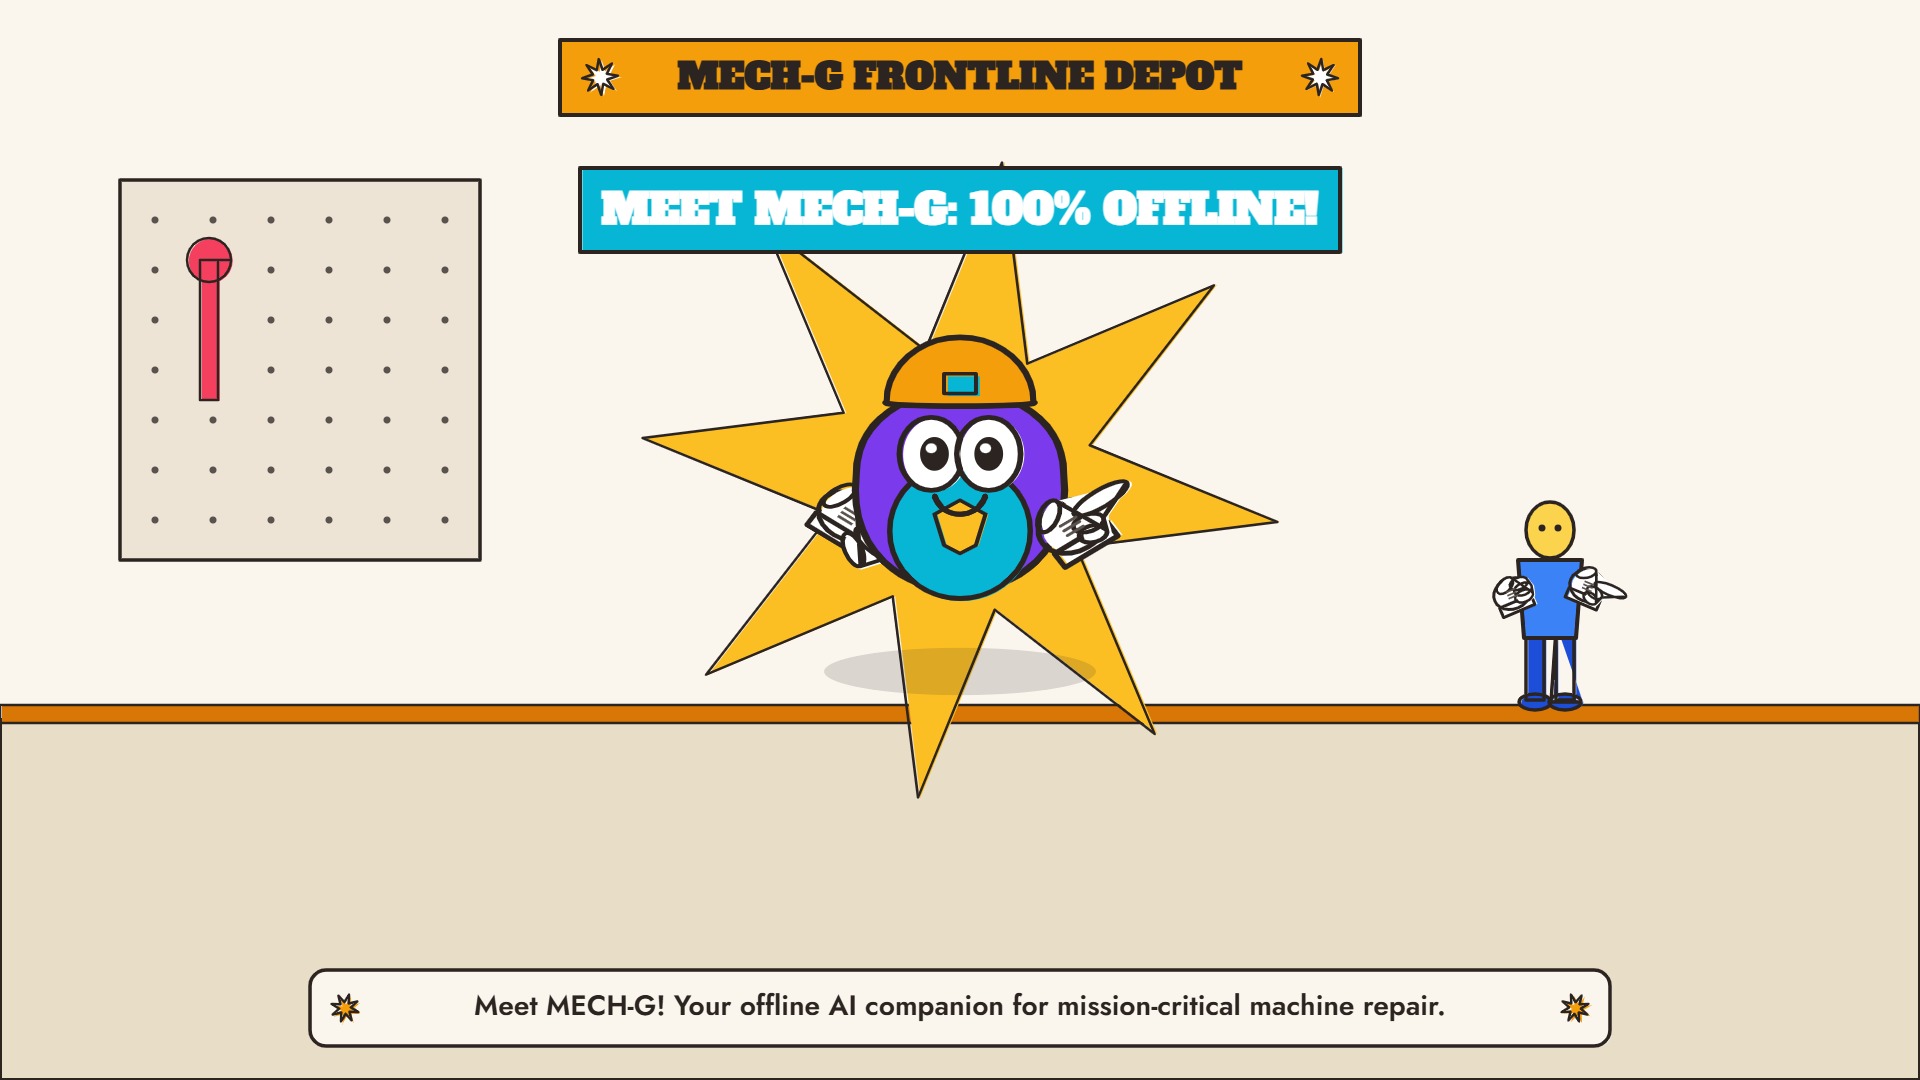 MECH-G FRONTLINE DEPOT
MEET MECH-G: 100% OFFLINE!
Meet MECH-G! Your offline AI companion for mission-critical machine repair.